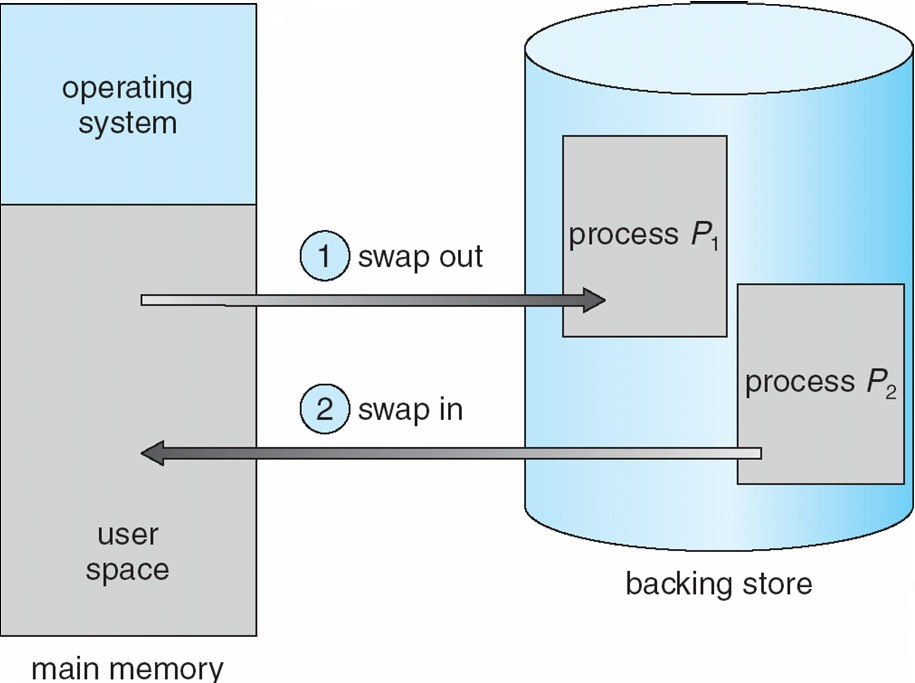 operating
system
process P₁
1 swap out
process P₂
2 swap in
user
space
backing store
main memory